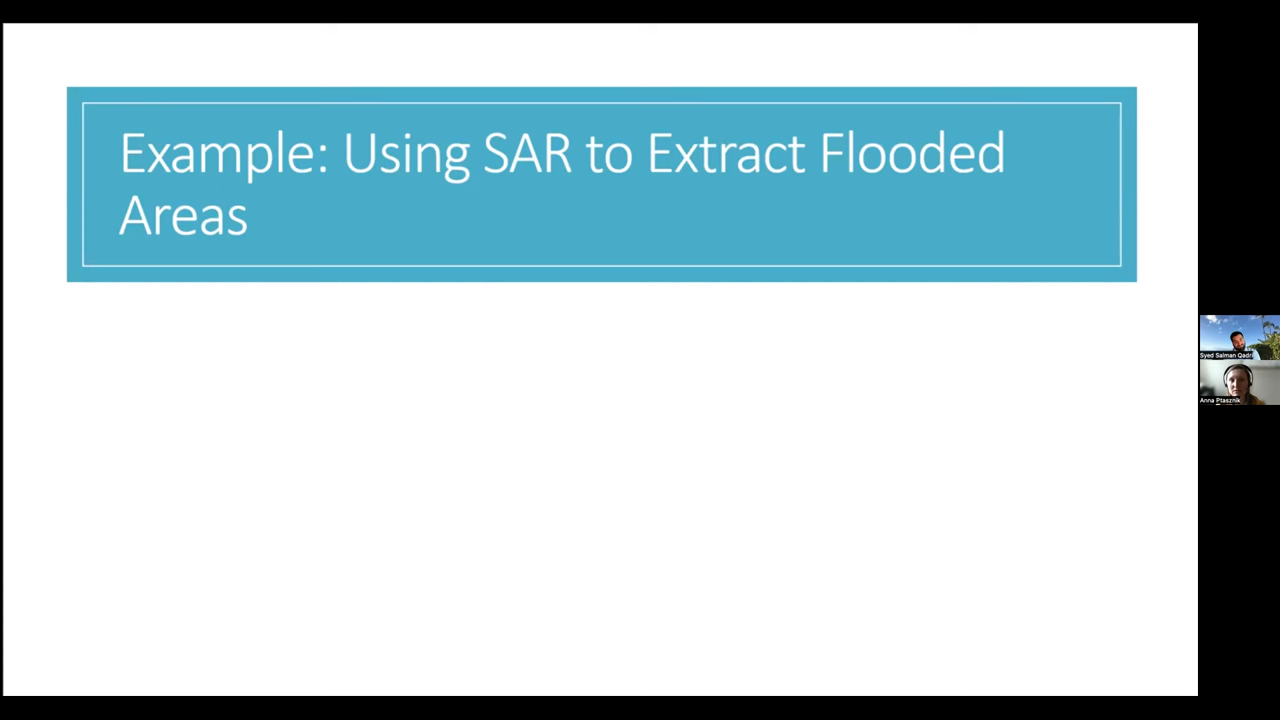 Example: Using SAR to Extract Flooded
Areas
Syed Salman Qadri
Anna Ptasznik